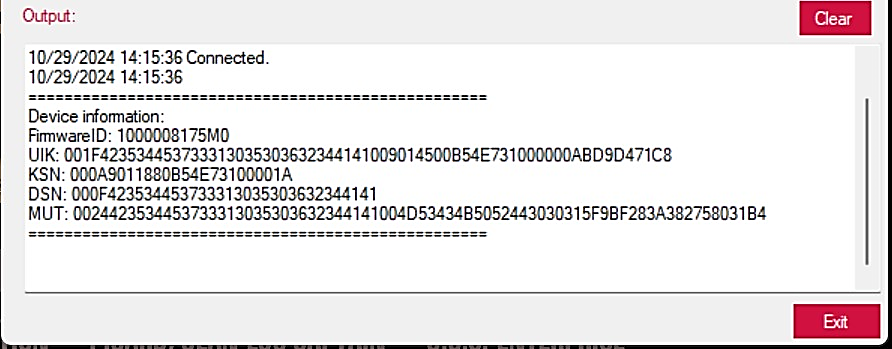 Output:
Clear
10/29/2024 14:15:36 Connected.
10/29/2024 14:15:36
===================================================
Device information:
FirmwareID: 1000008175M0
UIK: 001F423534453733313035303632344141009014500B54E731000000ABD9D471C8
KSN: 000A9011880B54E73100001A
DSN: 000F423534453733313035303632344141
MUT: 0024423534453733313035303632344141004D53434B5052443030315F9BF283A382758031B4
===================================================
Exit